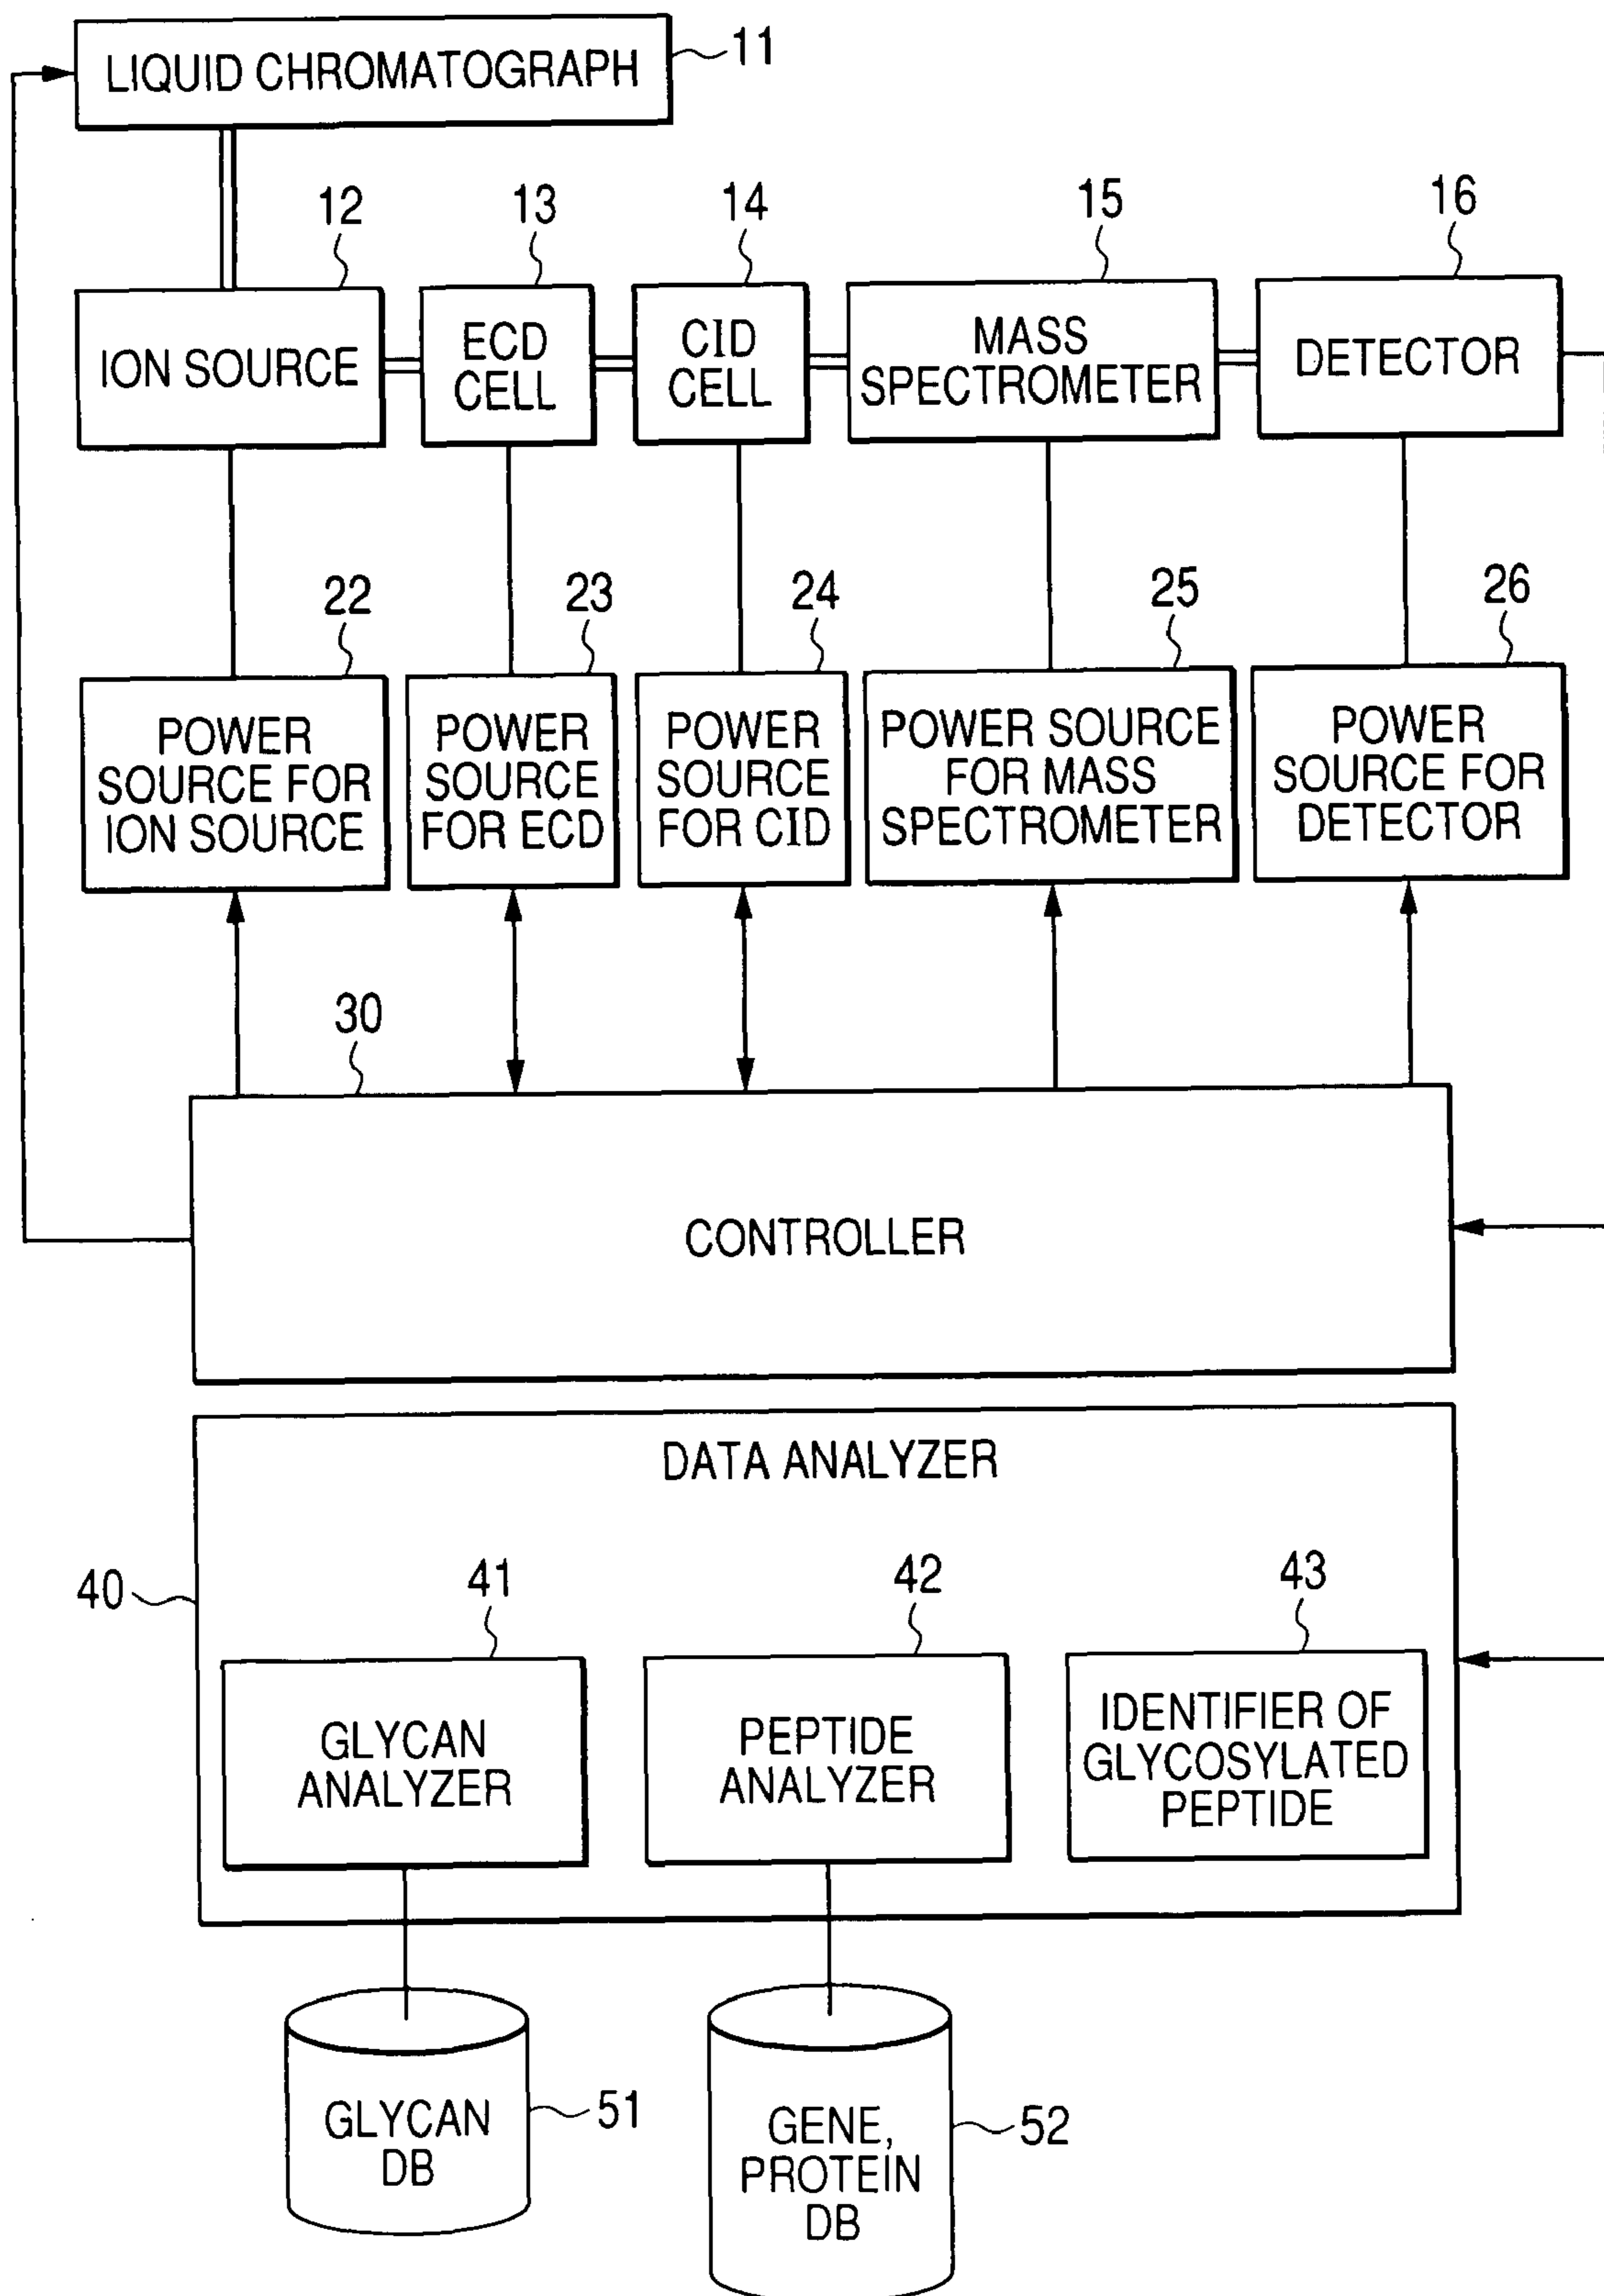 LIQUID CHROMATOGRAPH
11
12
13
14
15
16
ION SOURCE
ECD
CELL
CID
CELL
MASS
SPECTROMETER
DETECTOR
22
23
24
25
26
POWER
SOURCE FOR
ION SOURCE
POWER
SOURCE
FOR ECD
POWER
SOURCE
FOR CID
POWER SOURCE
FOR MASS
SPECTROMETER
POWER
SOURCE FOR
DETECTOR
30
CONTROLLER
DATA ANALYZER
40
41
42
43
GLYCAN
ANALYZER
PEPTIDE
ANALYZER
IDENTIFIER OF
GLYCOSYLATED
PEPTIDE
GLYCAN
DB
51
GENE,
PROTEIN
DB
52